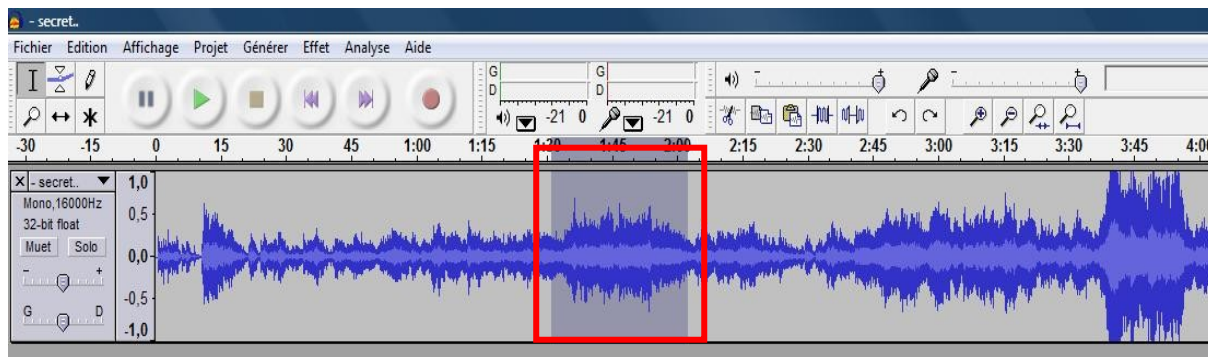 - secret..
Fichier Edition Affichage Projet Générer Effet Analyse Aide
G G
D D
-21 0 -21 0
-30 -15 0 15 30 45 1:00 1:15 1:30 1:45 2:00 2:15 2:30 2:45 3:00 3:15 3:30 3:45
- secret..
Mono,16000Hz
32-bit float
Muet Solo
- +
G D
1,0
0,5
0,0
-0,5
-1,0